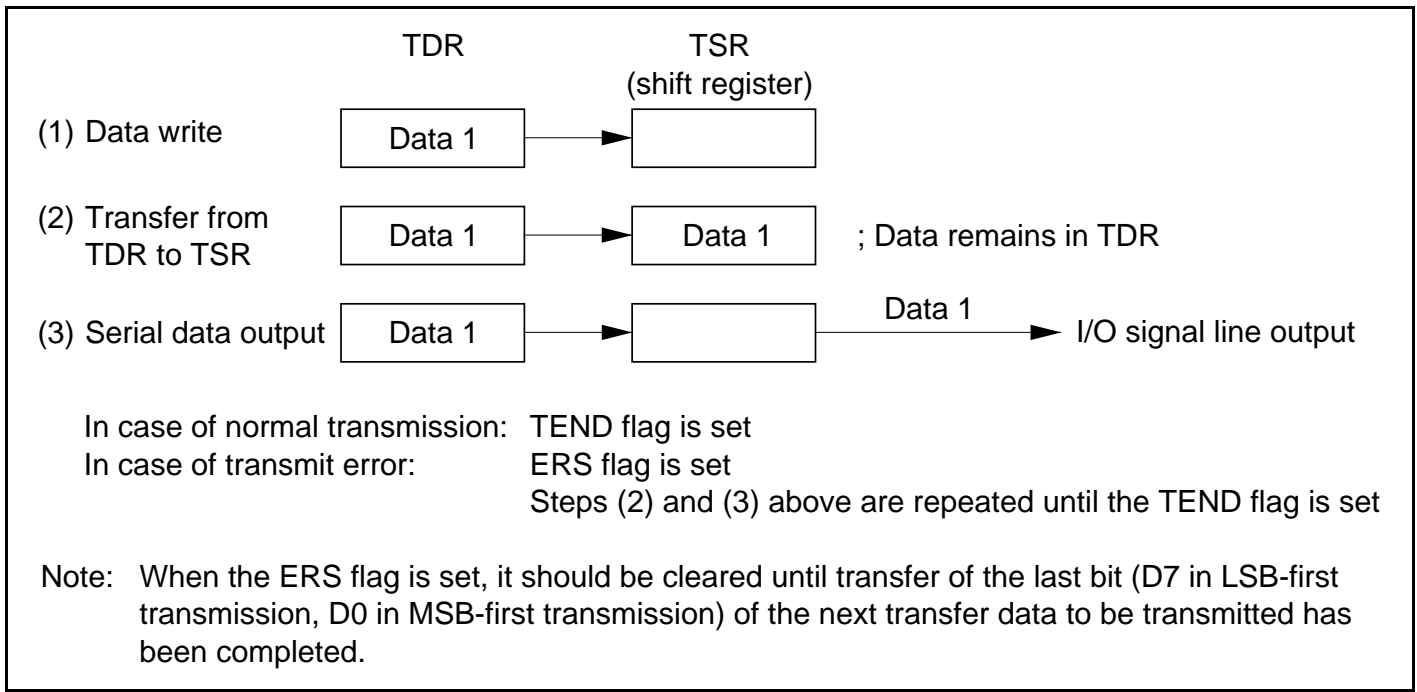 TDR TSR
(shift register)
(1) Data write Data 1
(2) Transfer from
TDR to TSR Data 1 Data 1 ; Data remains in TDR
(3) Serial data output Data 1 Data 1 I/O signal line output
In case of normal transmission: TEND flag is set
In case of transmit error: ERS flag is set
Steps (2) and (3) above are repeated until the TEND flag is set
Note: When the ERS flag is set, it should be cleared until transfer of the last bit (D7 in LSB-first
transmission, D0 in MSB-first transmission) of the next transfer data to be transmitted has
been completed.